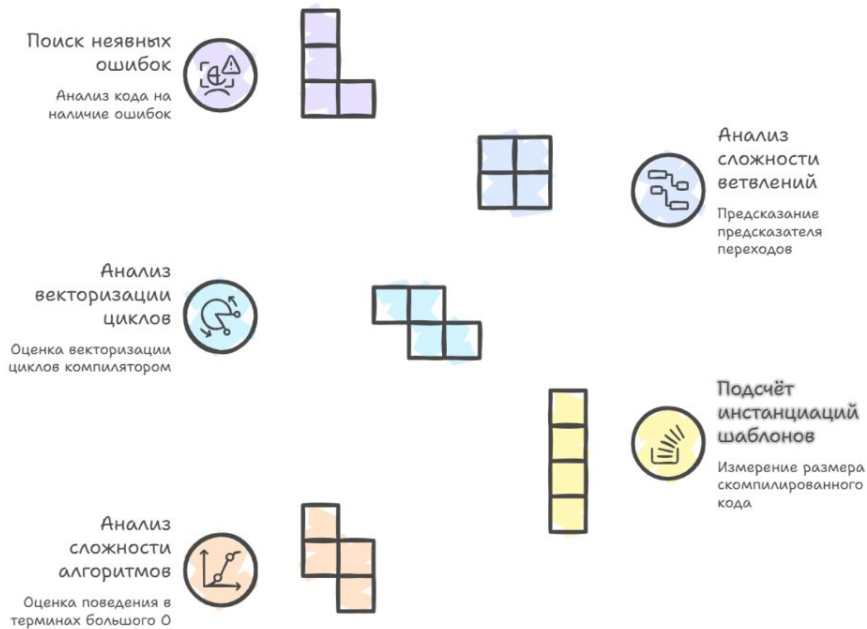 Поиск неявных
ошибок
Анализ кода на
наличие ошибок
Анализ
сложности
ветвлений
Предсказание
предсказателя
переходов
Анализ
векторизации
циклов
Оценка векторизации
циклов компилятором
Подсчёт
инстанциаций
шаблонов
Измерение размера
скомпилированного
кода
Анализ
сложности
алгоритмов
Оценка поведения в
терминах большого О